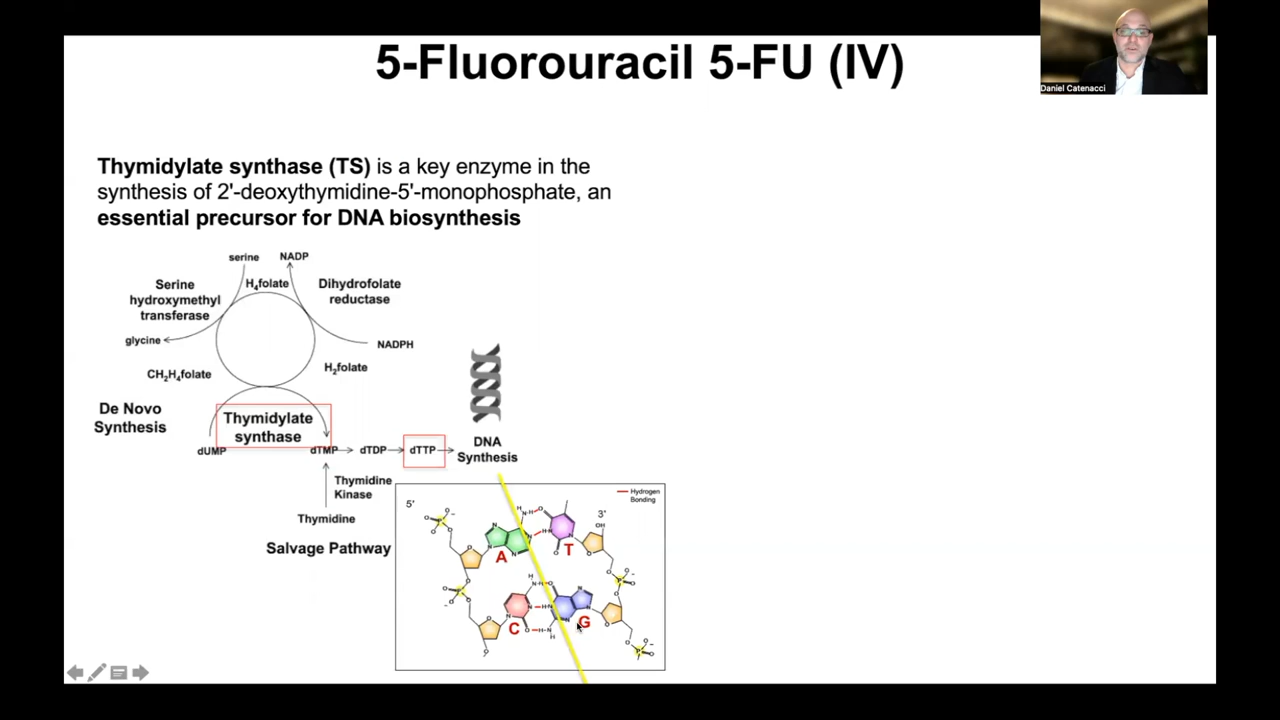 5-Fluorouracil 5-FU (IV)
Daniel Catenacci
Thymidylate synthase (TS) is a key enzyme in the
synthesis of 2'-deoxythymidine-5'-monophosphate, an
essential precursor for DNA biosynthesis
serine
NADP
H4folate
Serine
hydroxymethyl
transferase
Dihydrofolate
reductase
glycine
NADPH
CH2H4folate
H2folate
De Novo
Synthesis
Thymidylate
synthase
dUMP
dTMP
dTDP
dTTP
DNA
Synthesis
Thymidine
Kinase
Thymidine
Salvage Pathway
Hydrogen
Bonding
5'
3'
OH
A
T
C
G